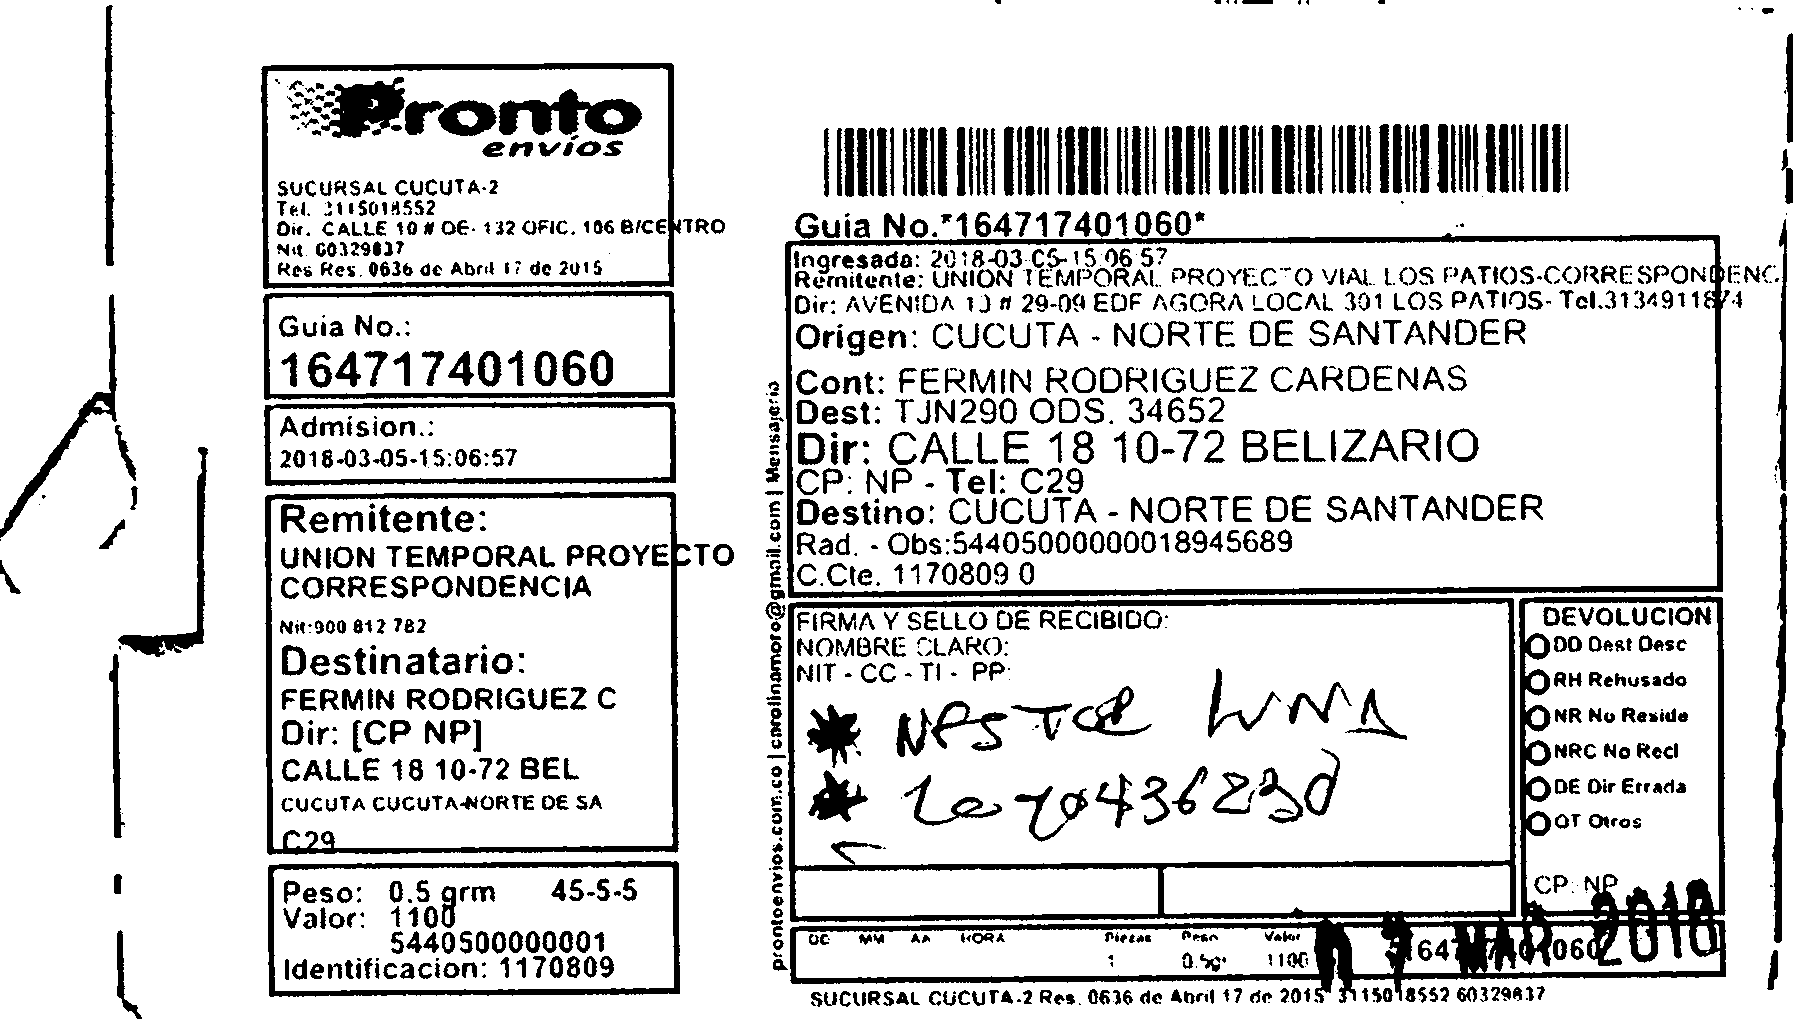 Pronto
envios
SUCURSAL CUCUTA-2
Tel. 3115018552
Dir. CALLE 10 # OE- 132 OFIC. 106 B/CENTRO
Nit 60329837
Res Res. 0636 de Abril 17 de 2015
Guia No.:
164717401060
Admision.:
2018-03-05-15:06:57
Remitente:
UNION TEMPORAL PROYECTO
CORRESPONDENCIA
Nit:900 812 782
Destinatario:
FERMIN RODRIGUEZ C
Dir: [CP NP]
CALLE 18 10-72 BEL
CUCUTA CUCUTA-NORTE DE SA
C29
Peso: 0.5 grm 45-5-5
Valor: 1100
5440500000001
Identificacion: 1170809
prontoenvios.com.co | carolinamoro@gmail.com | Mensajeria
Guia No.*164717401060*
Ingresada: 2018-03-05-15:06:57
Remitente: UNION TEMPORAL PROYECTO VIAL LOS PATIOS-CORRESPONDENC
Dir: AVENIDA 10 # 29-09 EDF AGORA LOCAL 301 LOS PATIOS- Tel.3134911874
Origen: CUCUTA - NORTE DE SANTANDER
Cont: FERMIN RODRIGUEZ CARDENAS
Dest: TJN290 ODS. 34652
Dir: CALLE 18 10-72 BELIZARIO
CP: NP - Tel: C29
Destino: CUCUTA - NORTE DE SANTANDER
Rad. - Obs:54405000000018945689
C.Cte. 1170809 0
FIRMA Y SELLO DE RECIBIDO:
NOMBRE CLARO:
NIT - CC - TI - PP:
NESTOR LUNA
DEVOLUCION
DD Dest Desc
RH Rehusado
NR No Reside
NRC No Recl
DE Dir Errada
OT Otros
CP: NP
DD MM AA HORA Piezas Peso Valor
1 0.5gr 1100 164717401060
MAR 2018
SUCURSAL CUCUTA-2 Res. 0636 de Abril 17 de 2015 3115018552 60329837